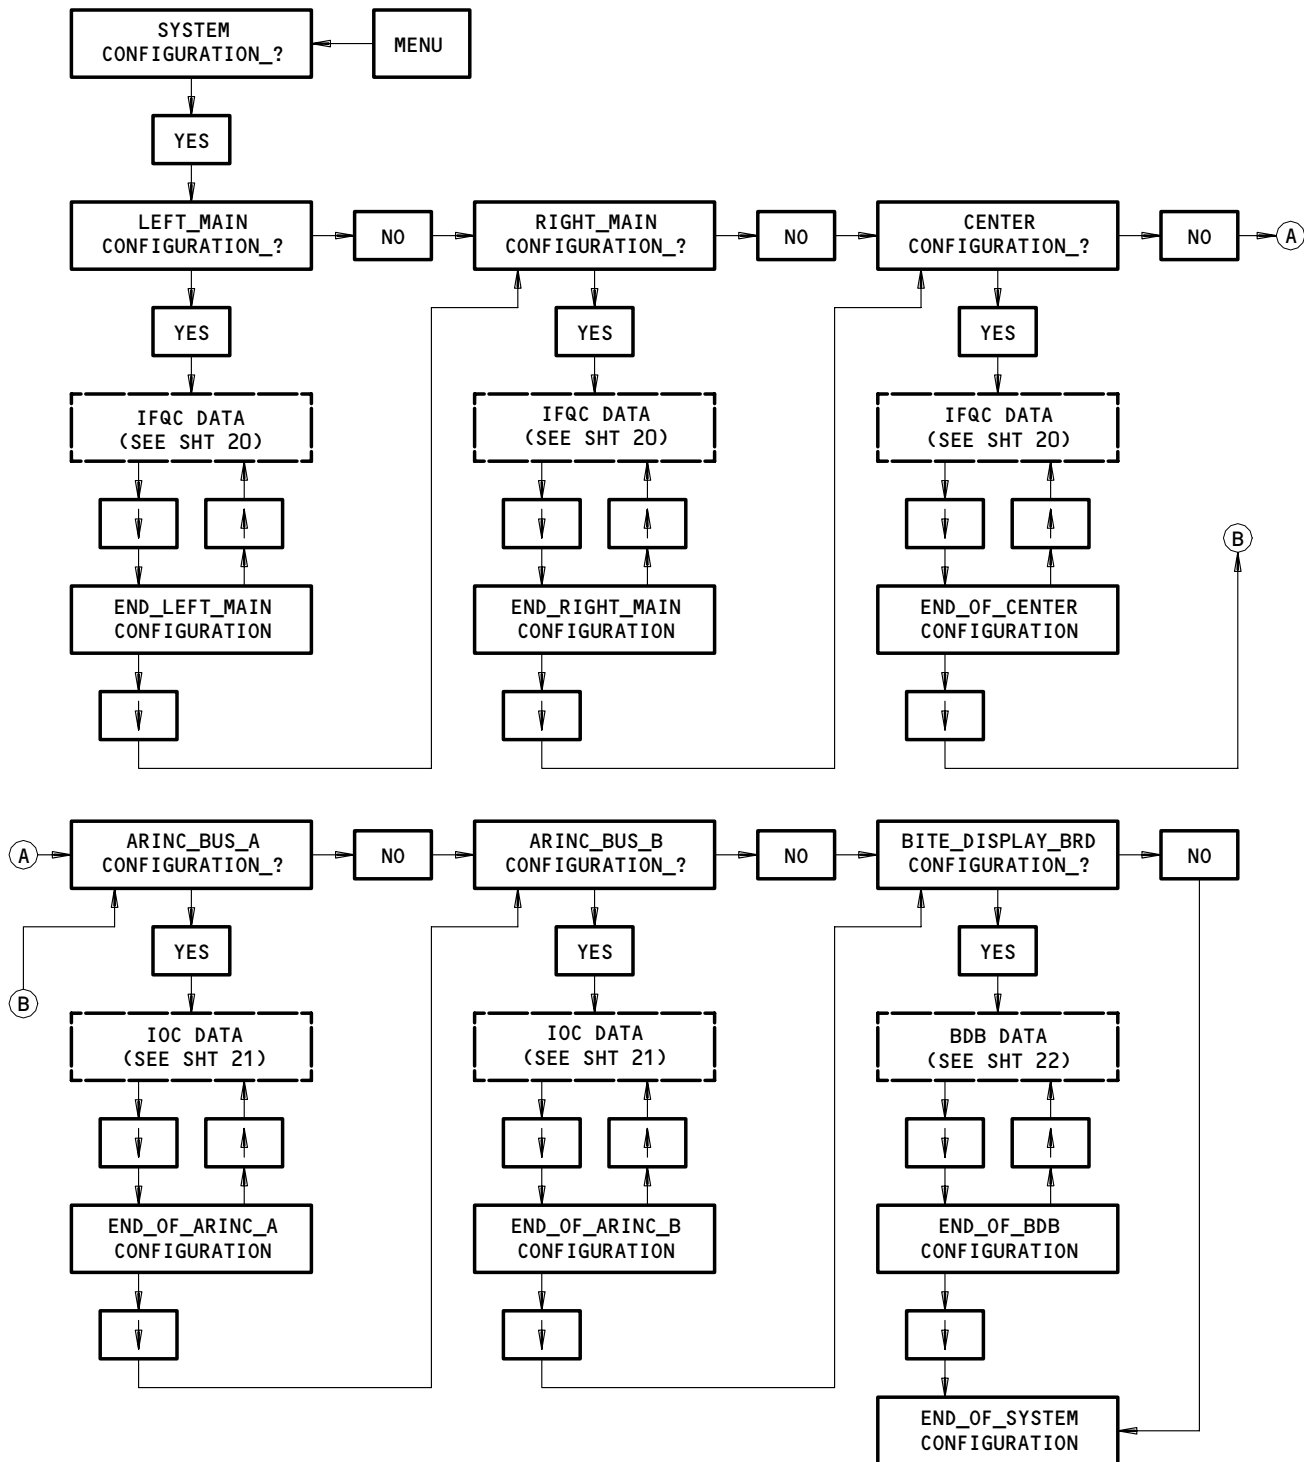 SYSTEM
CONFIGURATION_?
MENU
YES
LEFT_MAIN
CONFIGURATION_?
NO
RIGHT_MAIN
CONFIGURATION_?
NO
CENTER
CONFIGURATION_?
NO
A
YES
YES
YES
IFQC DATA
(SEE SHT 20)
IFQC DATA
(SEE SHT 20)
IFQC DATA
(SEE SHT 20)
B
END_LEFT_MAIN
CONFIGURATION
END_RIGHT_MAIN
CONFIGURATION
END_OF_CENTER
CONFIGURATION
A
ARINC_BUS_A
CONFIGURATION_?
NO
ARINC_BUS_B
CONFIGURATION_?
NO
BITE_DISPLAY_BRD
CONFIGURATION_?
NO
YES
YES
YES
B
IOC DATA
(SEE SHT 21)
IOC DATA
(SEE SHT 21)
BDB DATA
(SEE SHT 22)
END_OF_ARINC_A
CONFIGURATION
END_OF_ARINC_B
CONFIGURATION
END_OF_BDB
CONFIGURATION
END_OF_SYSTEM
CONFIGURATION